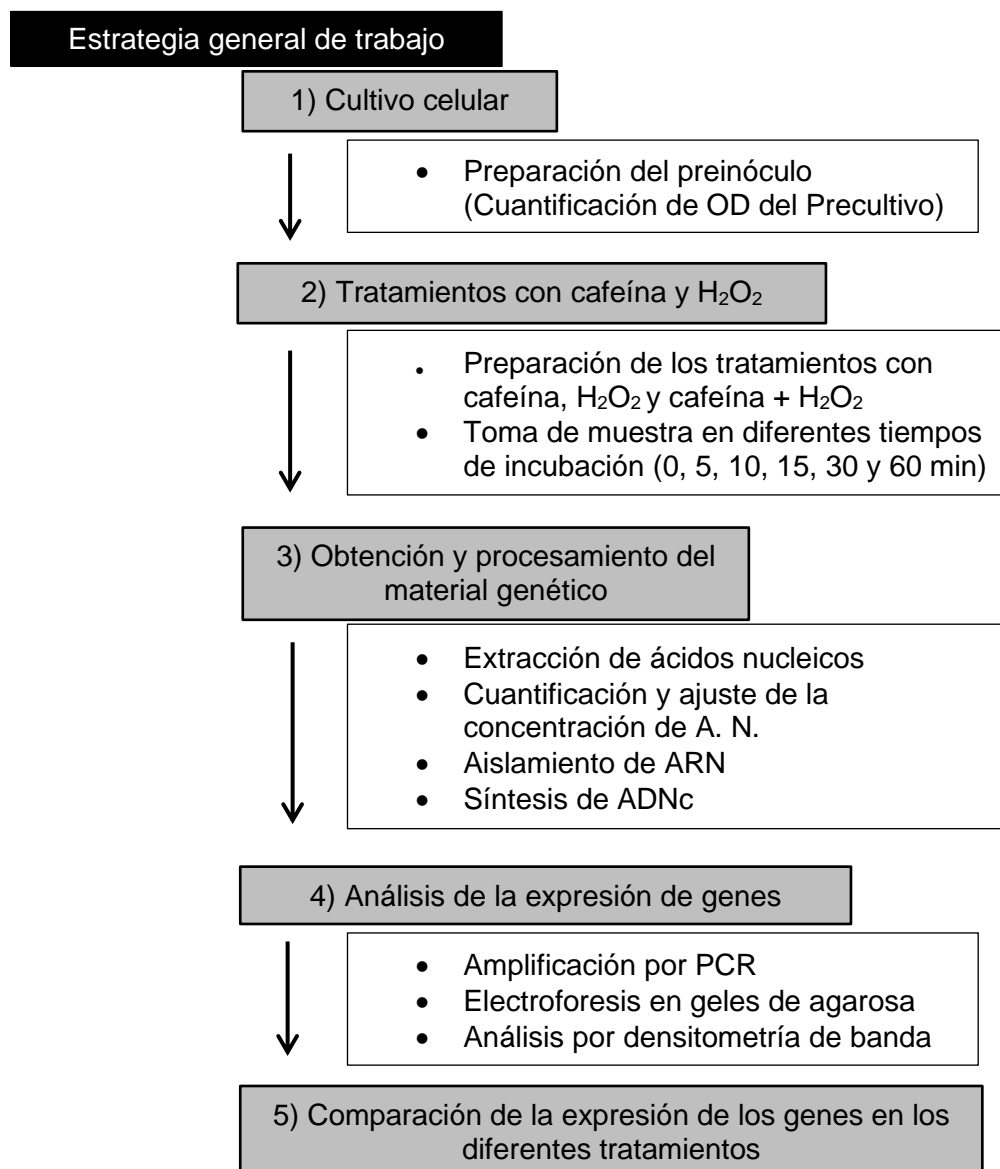 Estrategia general de trabajo
1) Cultivo celular
• Preparación del preinóculo
(Cuantificación de OD del Precultivo)
2) Tratamientos con cafeína y H₂O₂
• Preparación de los tratamientos con
cafeína, H₂O₂ y cafeína + H₂O₂
• Toma de muestra en diferentes tiempos
de incubación (0, 5, 10, 15, 30 y 60 min)
3) Obtención y procesamiento del
material genético
• Extracción de ácidos nucleicos
• Cuantificación y ajuste de la
concentración de A. N.
• Aislamiento de ARN
• Síntesis de ADNc
4) Análisis de la expresión de genes
• Amplificación por PCR
• Electroforesis en geles de agarosa
• Análisis por densitometría de banda
5) Comparación de la expresión de los genes en los
diferentes tratamientos